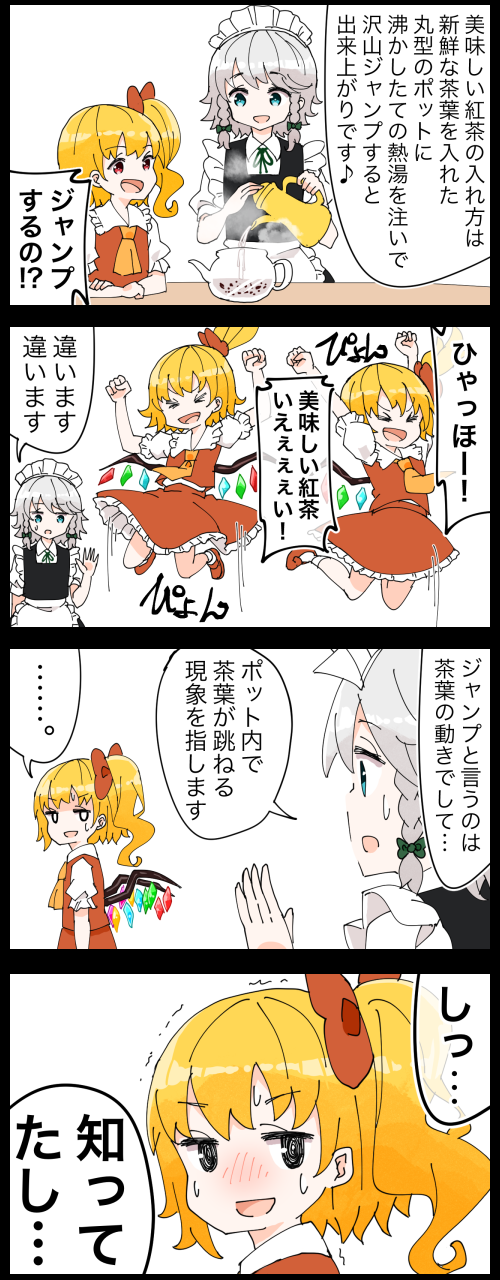 美味しい紅茶の入れ方は
新鮮な茶葉を入れた
丸型のポットに
沸かしたての熱湯を注いで
沢山ジャンプすると
出来上がりです♪
ジャンプ
するの!?
ひゃっほー！
ぴょん
美味しい紅茶
いえぇぇぇい！
ぴょん
違います
違います
ジャンプと言うのは
茶葉の動きでして…
ポット内で
茶葉が跳ねる
現象を指します
……。
しっ…
知って
たし…